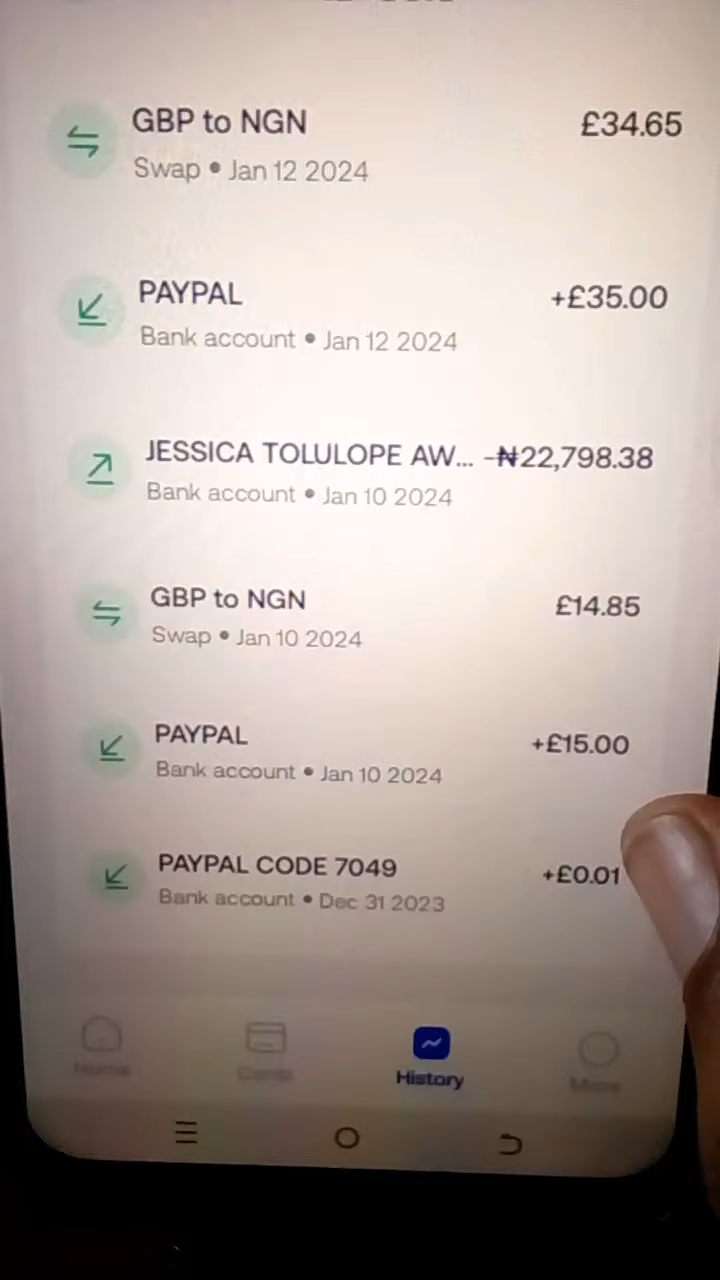 GBP to NGN £34.65
Swap • Jan 12 2024
PAYPAL +£35.00
Bank account • Jan 12 2024
JESSICA TOLULOPE AW... -₦22,798.38
Bank account • Jan 10 2024
GBP to NGN £14.85
Swap • Jan 10 2024
PAYPAL +£15.00
Bank account • Jan 10 2024
PAYPAL CODE 7049 +£0.01
Bank account • Dec 31 2023
Home Cards History More